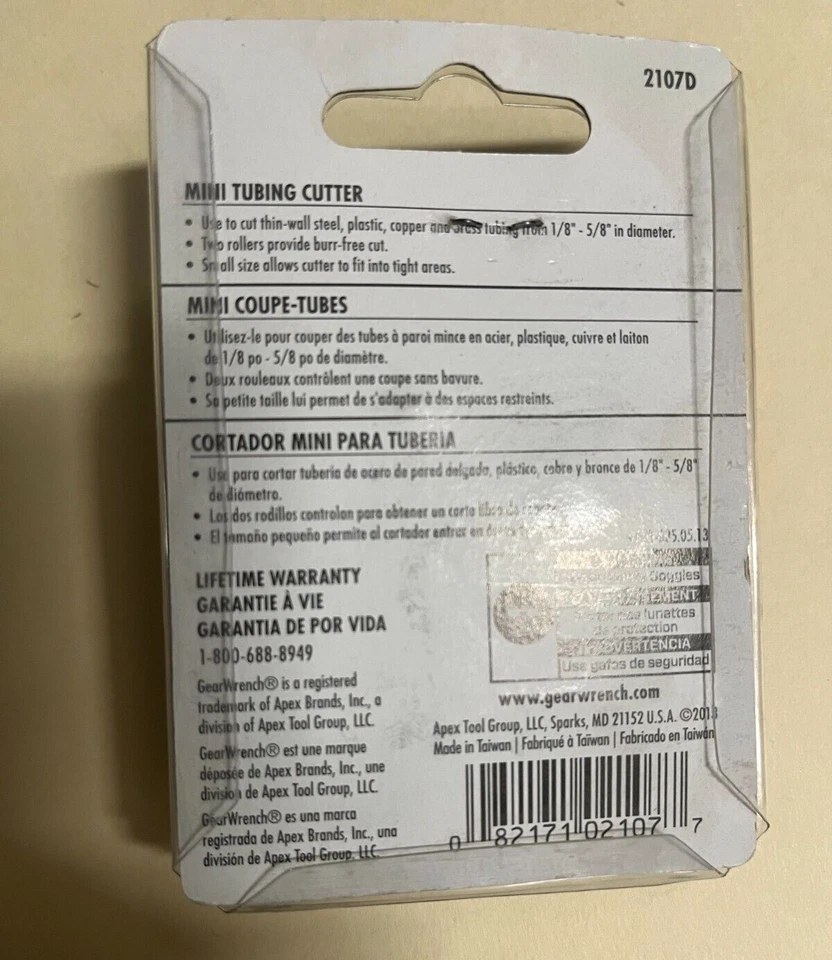 2107D
MINI TUBING CUTTER
• Use to cut thin-wall steel, plastic, copper and brass tubing from 1/8" - 5/8" in diameter.
• Two rollers provide burr-free cut.
• Small size allows cutter to fit into tight areas.
MINI COUPE-TUBES
• Utilisez-le pour couper des tubes à paroi mince en acier, plastique, cuivre et laiton
de 1/8 po - 5/8 po de diamètre.
• Deux rouleaux contrôlent une coupe sans bavure.
• Sa petite taille lui permet de s'adapter à des espaces restreints.
CORTADOR MINI PARA TUBERIA
• Use para cortar tuberia de acero de pared delgada, plástico, cobre y bronce de 1/8" - 5/8"
de diámetro.
• Los dos rodillos controlan para obtener un corte libre de
• El tamaño pequeño permite al cortador entrar en
.05.13
LIFETIME WARRANTY
GARANTIE À VIE
GARANTIA DE POR VIDA
1-800-688-8949
Goggles
lunettes
de protection
ADVERTENCIA
Use gafas de seguridad
GearWrench® is a registered
trademark of Apex Brands, Inc., a
division of Apex Tool Group, LLC.
GearWrench® est une marque
déposée de Apex Brands, Inc., une
division de Apex Tool Group, LLC.
GearWrench® es una marca
registrada de Apex Brands, Inc., una
división de Apex Tool Group, LLC.
www.gearwrench.com
Apex Tool Group, LLC, Sparks, MD 21152 U.S.A. ©2013
Made in Taiwan | Fabriqué à Taïwan | Fabricado en Taiwán
0 82171 02107 7